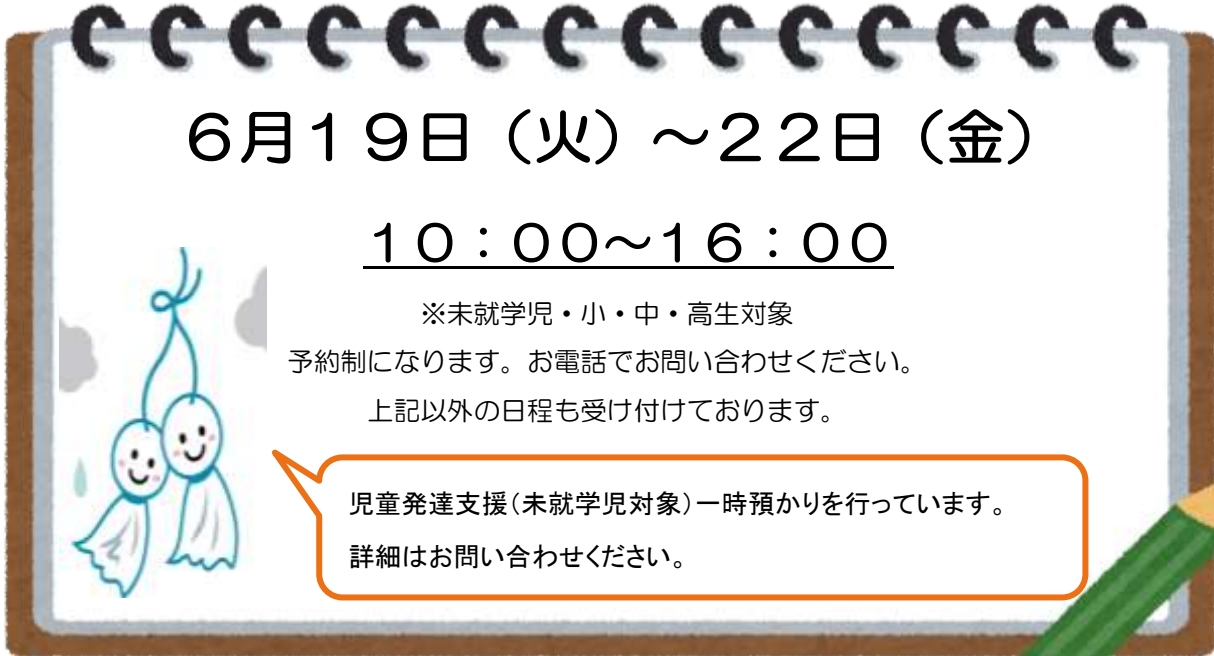 6月19日（火）～22日（金）
10：00～16：00
※未就学児・小・中・高生対象
予約制になります。お電話でお問い合わせください。
上記以外の日程も受け付けております。
児童発達支援（未就学児対象）一時預かりを行っています。
詳細はお問い合わせください。